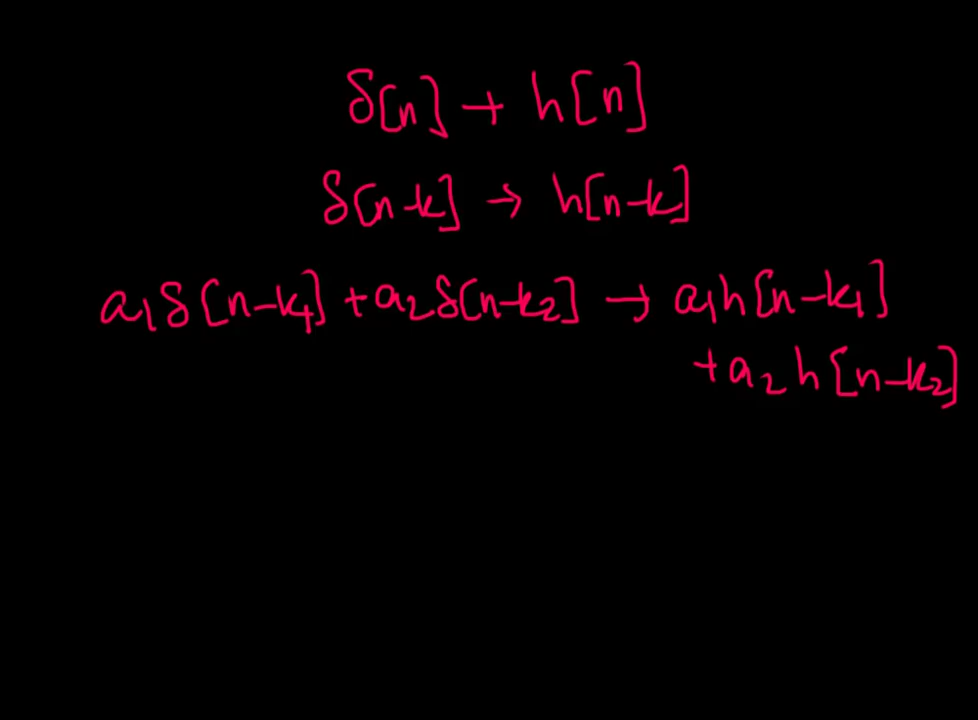 δ[n] + h[n]
δ[n-k] → h[n-k]
a₁δ[n-k₁] + a₂δ[n-k₂] → a₁h[n-k₁]
+ a₂h[n-k₂]